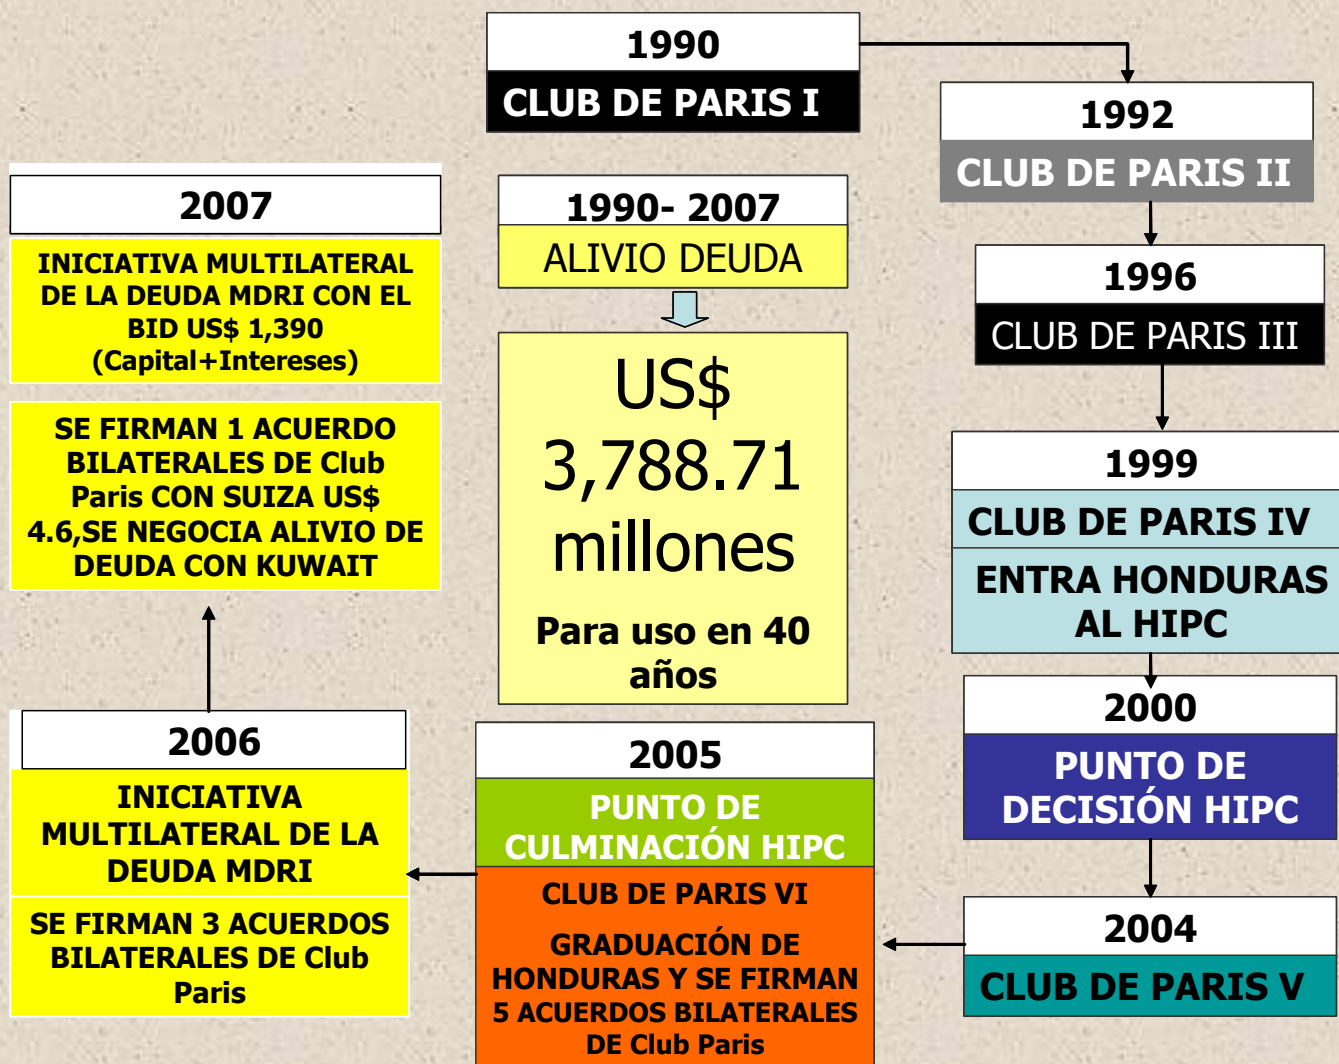 1990
CLUB DE PARIS I
1992
CLUB DE PARIS II
1996
CLUB DE PARIS III
1999
CLUB DE PARIS IV
ENTRA HONDURAS
AL HIPC
2000
PUNTO DE
DECISIÓN HIPC
2004
CLUB DE PARIS V
2005
PUNTO DE
CULMINACIÓN HIPC
CLUB DE PARIS VI
GRADUACIÓN DE
HONDURAS Y SE FIRMAN
5 ACUERDOS BILATERALES
DE Club Paris
2006
INICIATIVA
MULTILATERAL DE LA
DEUDA MDRI
SE FIRMAN 3 ACUERDOS
BILATERALES DE Club
Paris
2007
INICIATIVA MULTILATERAL
DE LA DEUDA MDRI CON EL
BID US$ 1,390
(Capital+Intereses)
SE FIRMAN 1 ACUERDO
BILATERALES DE Club
Paris CON SUIZA US$
4.6,SE NEGOCIA ALIVIO DE
DEUDA CON KUWAIT
1990- 2007
ALIVIO DEUDA
US$
3,788.71
millones
Para uso en 40
años